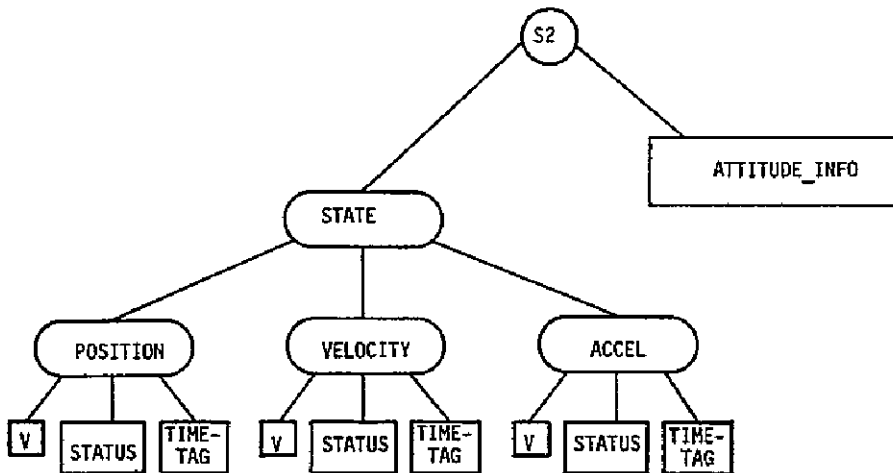 S2
ATTITUDE_INFO
STATE
POSITION
VELOCITY
ACCEL
V
STATUS
TIME-
TAG
V
STATUS
TIME-
TAG
V
STATUS
TIME-
TAG